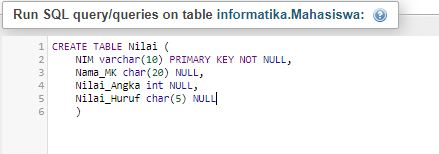 Run SQL query/queries on table informatika.Mahasiswa:
1 CREATE TABLE Nilai (
2 NIM varchar(10) PRIMARY KEY NOT NULL,
3 Nama_MK char(20) NULL,
4 Nilai_Angka int NULL,
5 Nilai_Huruf char(5) NULL
6 )